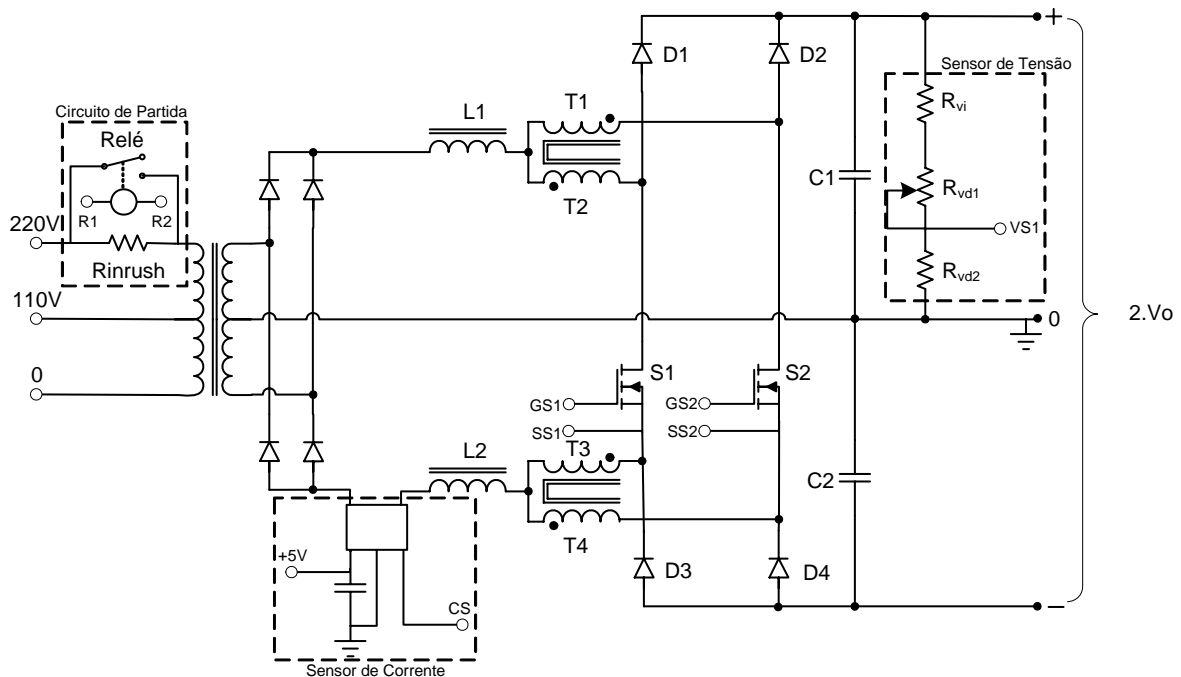 +
D1
D2
Sensor de Tensão
T1
L1
R_vi
Circuito de Partida
Relé
C1
T2
R_vd1
R1
R2
220V
VS1
Rinrush
R_vd2
110V
0
2.Vo
0
S1
S2
GS1
GS2
SS1
SS2
L2
T3
C2
T4
+5V
D3
D4
CS
−
Sensor de Corrente